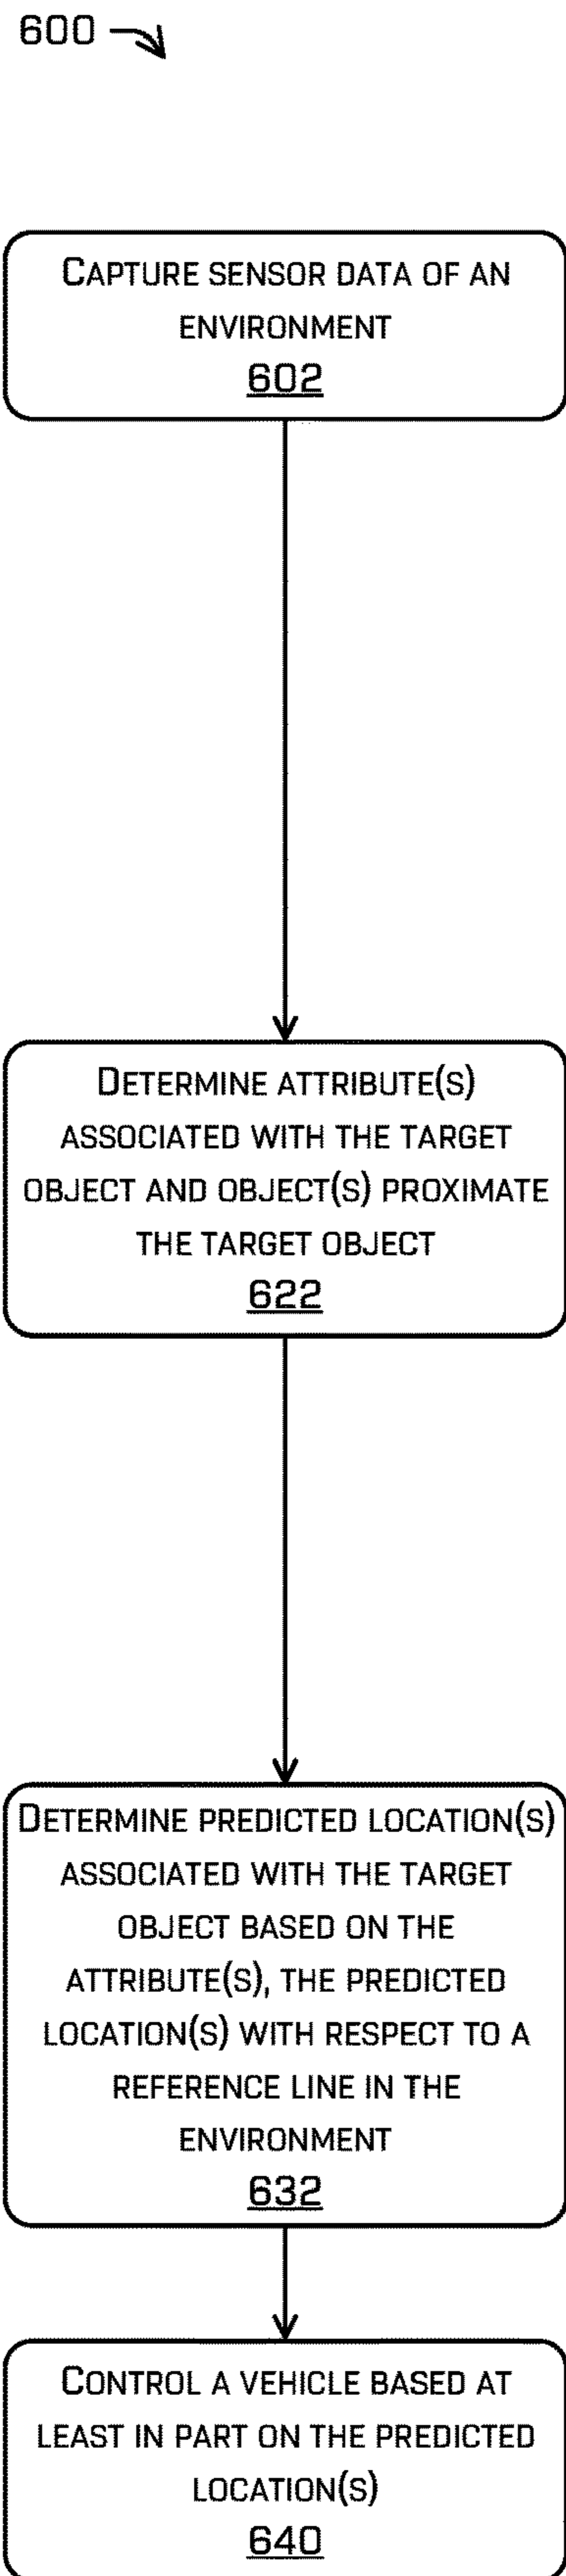 600
CAPTURE SENSOR DATA OF AN
ENVIRONMENT
602
DETERMINE ATTRIBUTE(S)
ASSOCIATED WITH THE TARGET
OBJECT AND OBJECT(S) PROXIMATE
THE TARGET OBJECT
622
DETERMINE PREDICTED LOCATION(S)
ASSOCIATED WITH THE TARGET
OBJECT BASED ON THE
ATTRIBUTE(S), THE PREDICTED
LOCATION(S) WITH RESPECT TO A
REFERENCE LINE IN THE
ENVIRONMENT
632
CONTROL A VEHICLE BASED AT
LEAST IN PART ON THE PREDICTED
LOCATION(S)
640